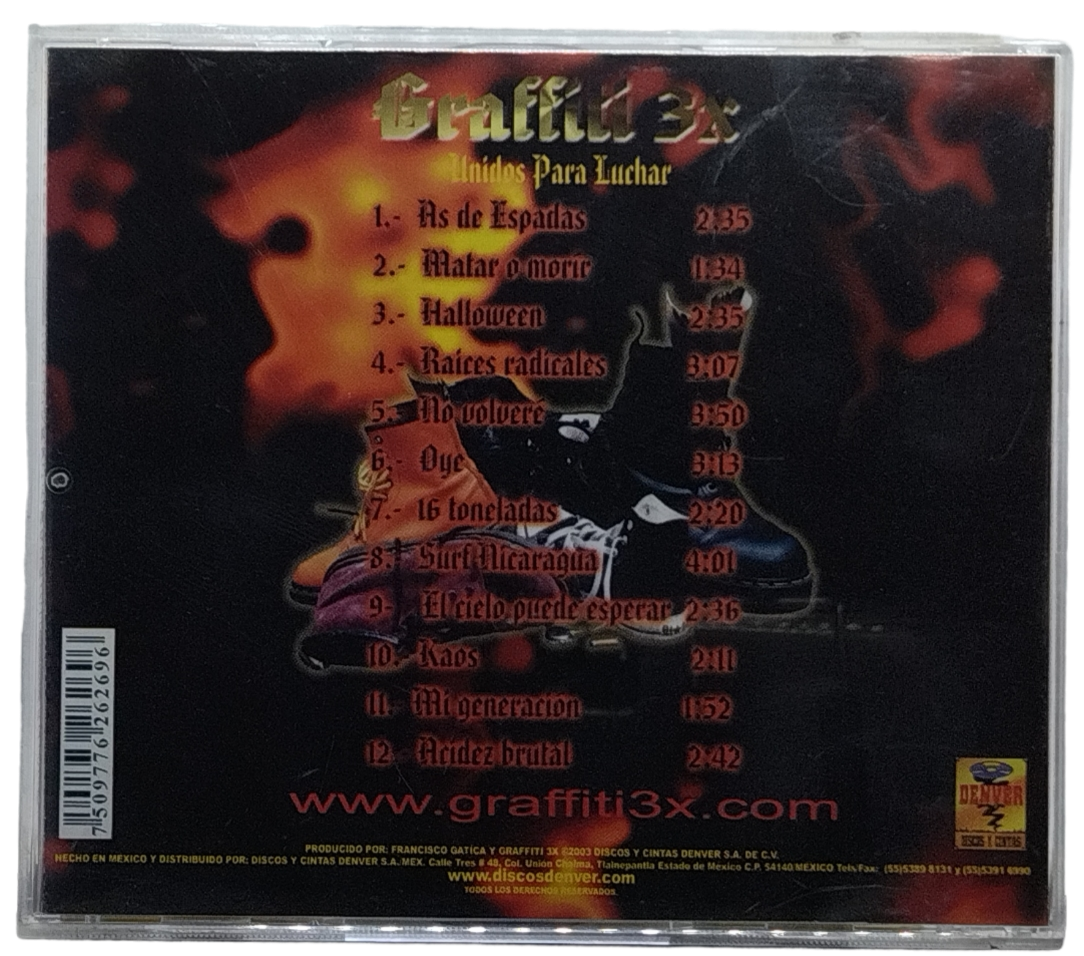 Graffiti 3x
Unidos Para Luchar
1.- As de Espadas 2:35
2.- Matar o morir 1:34
3.- Halloween 2:35
4.- Raices radicales 3:07
5.- No volveré 3:50
6.- Oye 3:13
7.- 16 toneladas 2:20
8.- Surf Nicaragua 4:01
9.- El cielo puede esperar 2:36
10.- Kaos 2:11
11.- Mi generación 1:52
12.- Acidez brutal 2:42
www.graffiti3x.com
DENVER
DISCOS Y CINTAS
7 509776 262696
PRODUCIDO POR: FRANCISCO GATICA Y GRAFFITI 3X ©2003 DISCOS Y CINTAS DENVER S.A. DE C.V.
HECHO EN MEXICO Y DISTRIBUIDO POR: DISCOS Y CINTAS DENVER S.A./MEX. Calle Tres # 48, Col. Unión Chalma, Tlalnepantla Estado de Mexico C.P. 54140/MEXICO Tels/Fax: (55)5389 8131 y (55)5391 6990
www.discosdenver.com
TODOS LOS DERECHOS RESERVADOS.